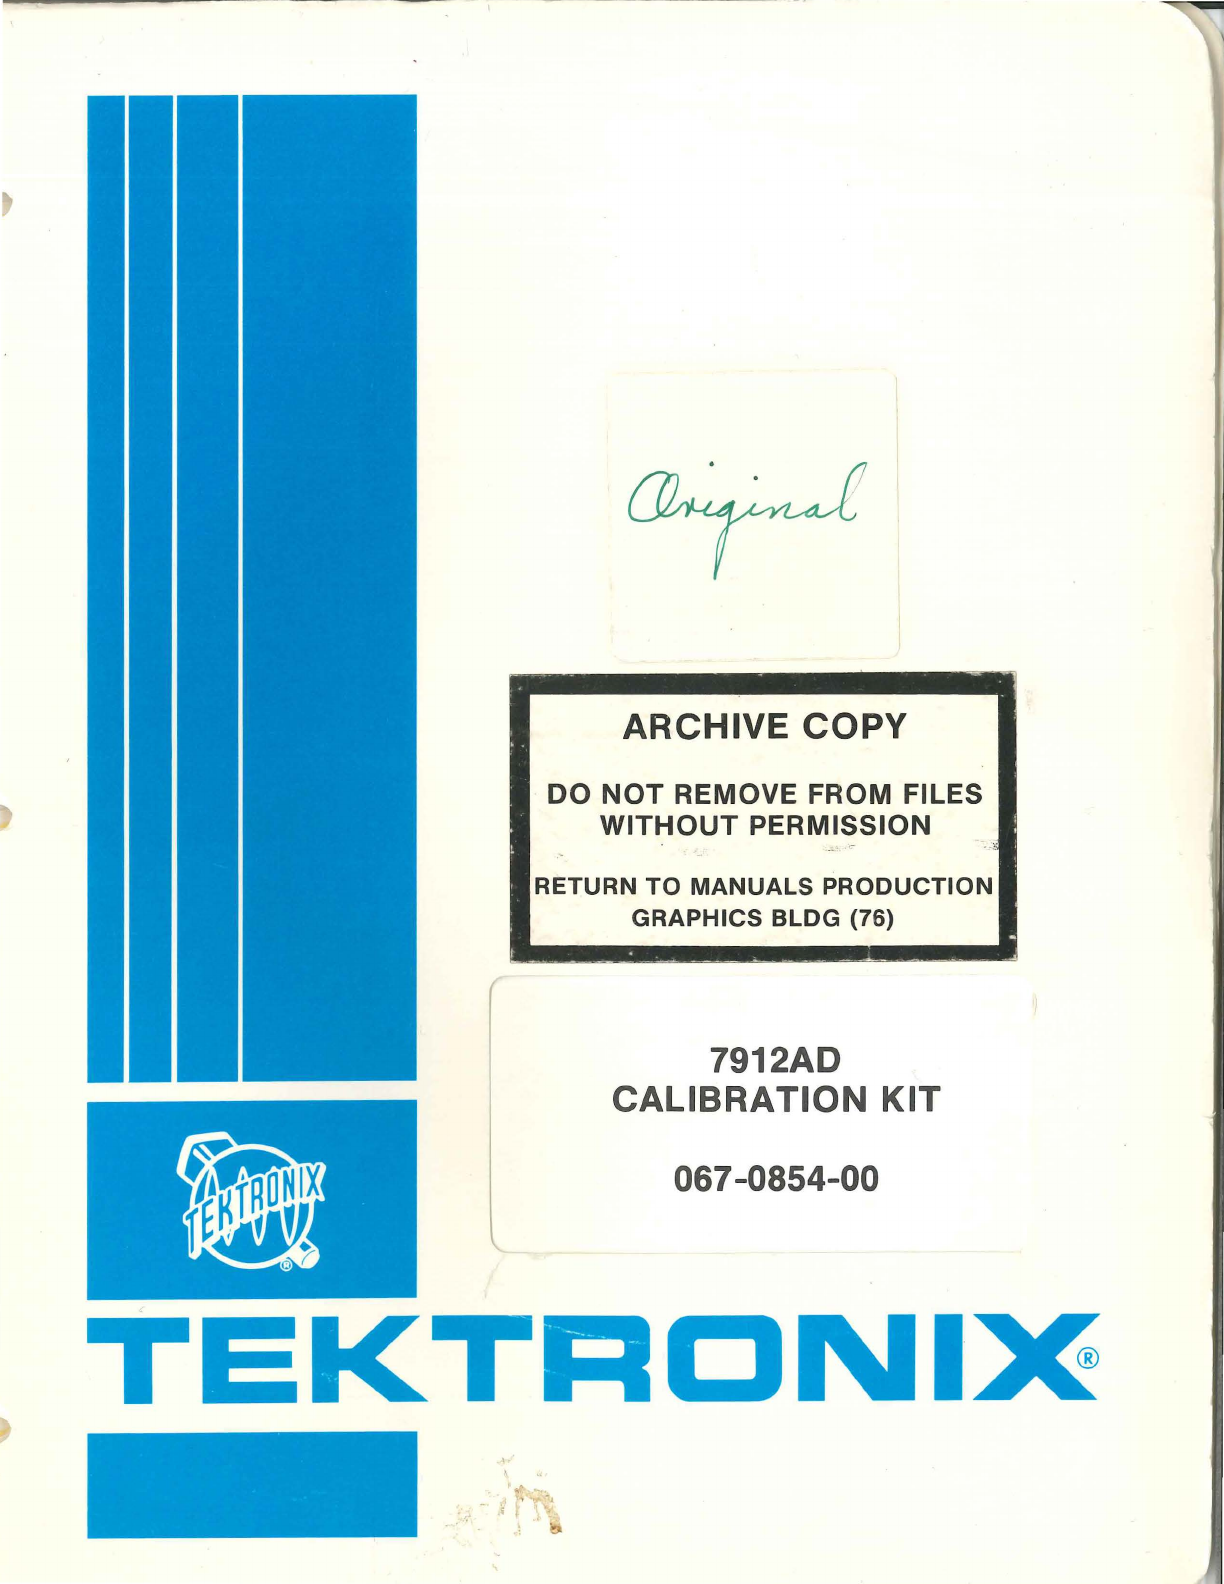 Original
ARCHIVE COPY
DO NOT REMOVE FROM FILES
WITHOUT PERMISSION
RETURN TO MANUALS PRODUCTION
GRAPHICS BLDG (76)
7912AD
CALIBRATION KIT
067-0854-00
TEKTRONIX
®
TEKTRONIX®